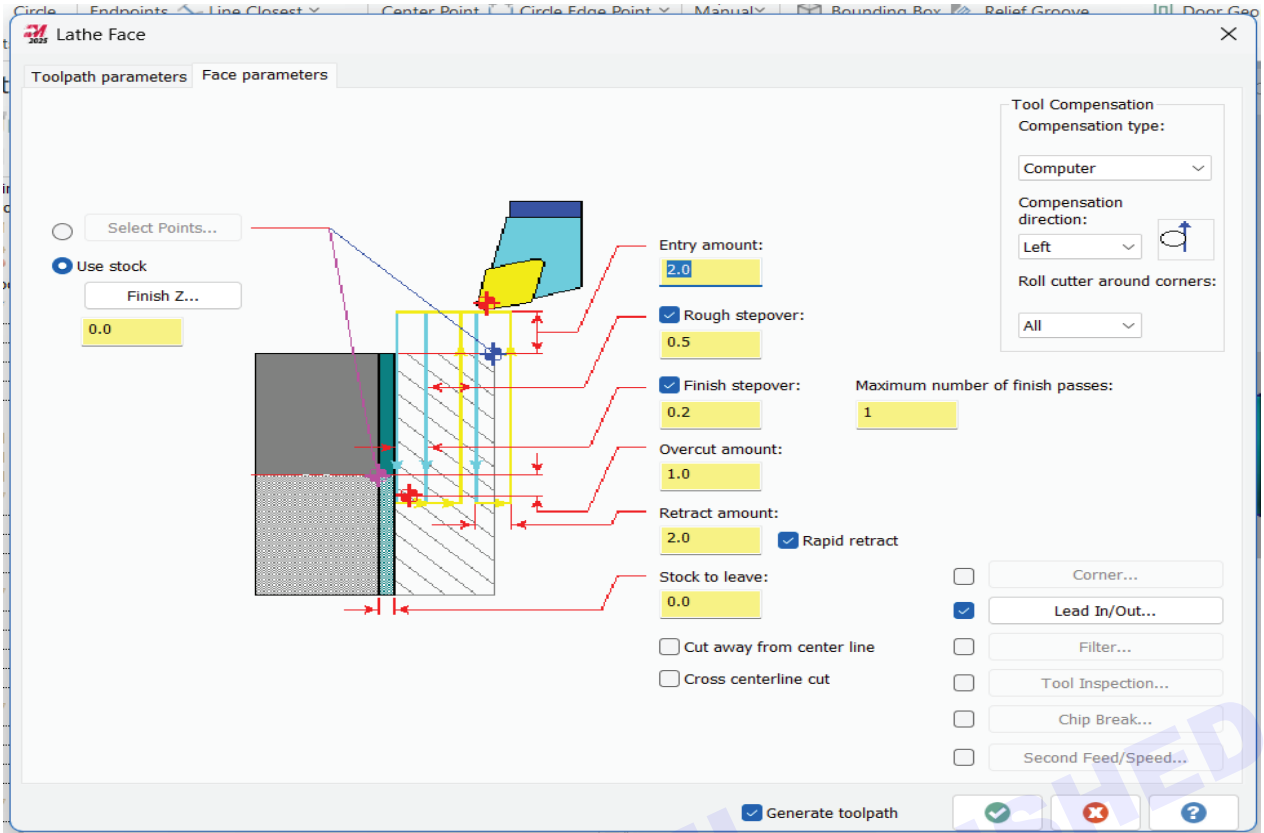 Circle Endpoints Line Closest Center Point Circle Edge Point Manual Bounding Box Relief Groove Door Geo
2025 Lathe Face
Toolpath parameters Face parameters
Tool Compensation
Compensation type:
Computer
Compensation
direction:
Left
Roll cutter around corners:
All
Select Points...
Use stock
Finish Z...
0.0
Entry amount:
2.0
Rough stepover:
0.5
Finish stepover: Maximum number of finish passes:
0.2 1
Overcut amount:
1.0
Retract amount:
2.0 Rapid retract
Stock to leave:
0.0
Cut away from center line
Cross centerline cut
Corner...
Lead In/Out...
Filter...
Tool Inspection...
Chip Break...
Second Feed/Speed...
Generate toolpath